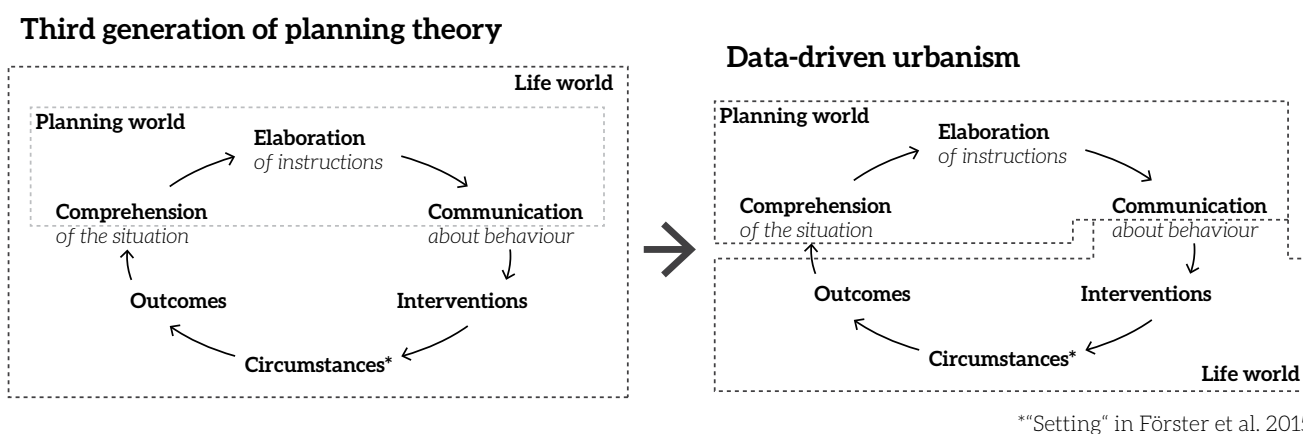 Third generation of planning theory
Life world
Planning world
Elaboration
of instructions
Comprehension
of the situation
Communication
about behaviour
Outcomes
Interventions
Circumstances*
Data-driven urbanism
Planning world
Elaboration
of instructions
Comprehension
of the situation
Communication
about behaviour
Outcomes
Interventions
Circumstances*
Life world
*“Setting“ in Förster et al. 2015